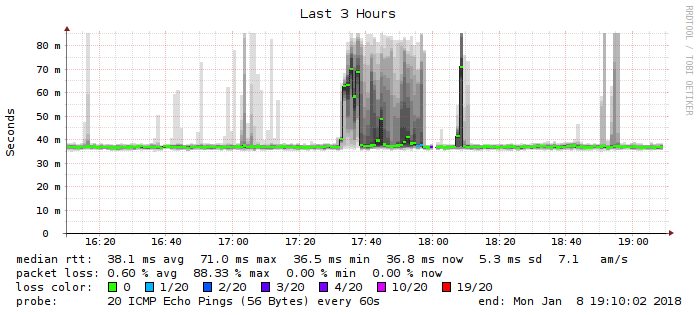 Last 3 Hours
RRDTOOL / TOBI OETIKER
Seconds
80 m
70 m
60 m
50 m
40 m
30 m
20 m
10 m
0
16:20 16:40 17:00 17:20 17:40 18:00 18:20 18:40 19:00
median rtt: 38.1 ms avg 71.0 ms max 36.5 ms min 36.8 ms now 5.3 ms sd 7.1 am/s
packet loss: 0.60 % avg 88.33 % max 0.00 % min 0.00 % now
loss color: 0 1/20 2/20 3/20 4/20 10/20 19/20
probe: 20 ICMP Echo Pings (56 Bytes) every 60s end: Mon Jan 8 19:10:02 2018